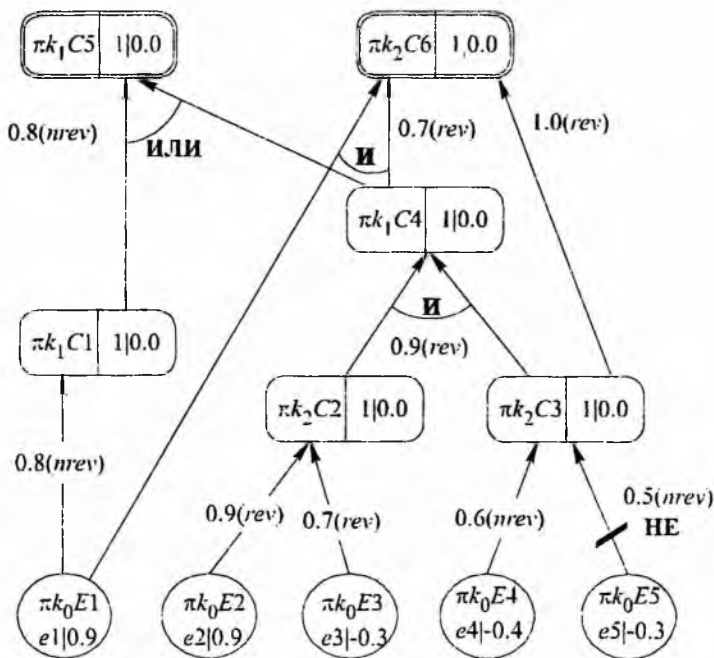 πk₁C5 1|0.0
πk₂C6 1,0.0
0.8(nrev)
ИЛИ
И
0.7(rev)
1.0(rev)
πk₁C4 1|0.0
И
0.9(rev)
πk₁C1 1|0.0
πk₂C2 1|0.0
πk₂C3 1|0.0
0.8(nrev)
0.9(rev)
0.7(rev)
0.6(nrev)
0.5(nrev)
НЕ
πk₀E1
e1|0.9
πk₀E2
e2|0.9
πk₀E3
e3|-0.3
πk₀E4
e4|-0.4
πk₀E5
e5|-0.3